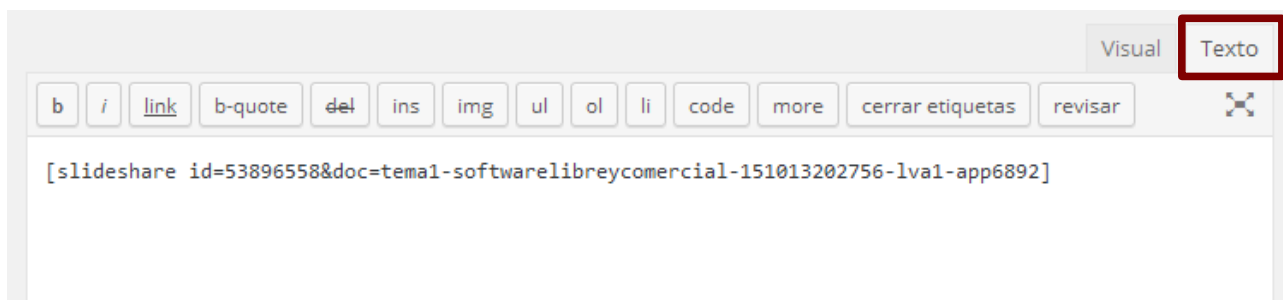 Visual Texto
b i link b-quote del ins img ul ol li code more cerrar etiquetas revisar
[slideshare id=53896558&doc=tema1-softwarelibreycomercial-151013202756-lva1-app6892]